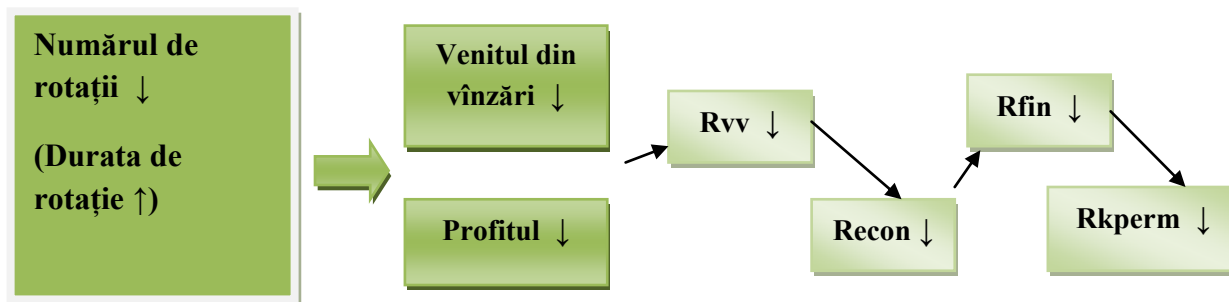 Numărul de
rotații ↓
(Durata de
rotație ↑)
Venitul din
vînzări ↓
Profitul ↓
Rvv ↓
Recon ↓
Rfin ↓
Rkperm ↓